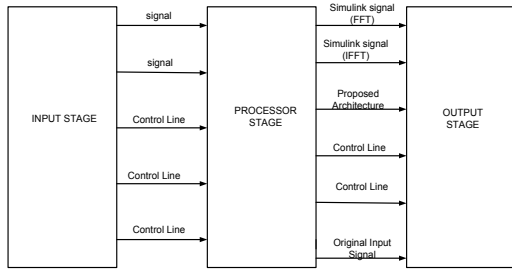 INPUT STAGE
signal
signal
Control Line
Control Line
Control Line
PROCESSOR
STAGE
Simulink signal
(FFT)
Simulink signal
(IFFT)
Proposed
Architecture
Control Line
Control Line
Original Input
Signal
OUTPUT
STAGE